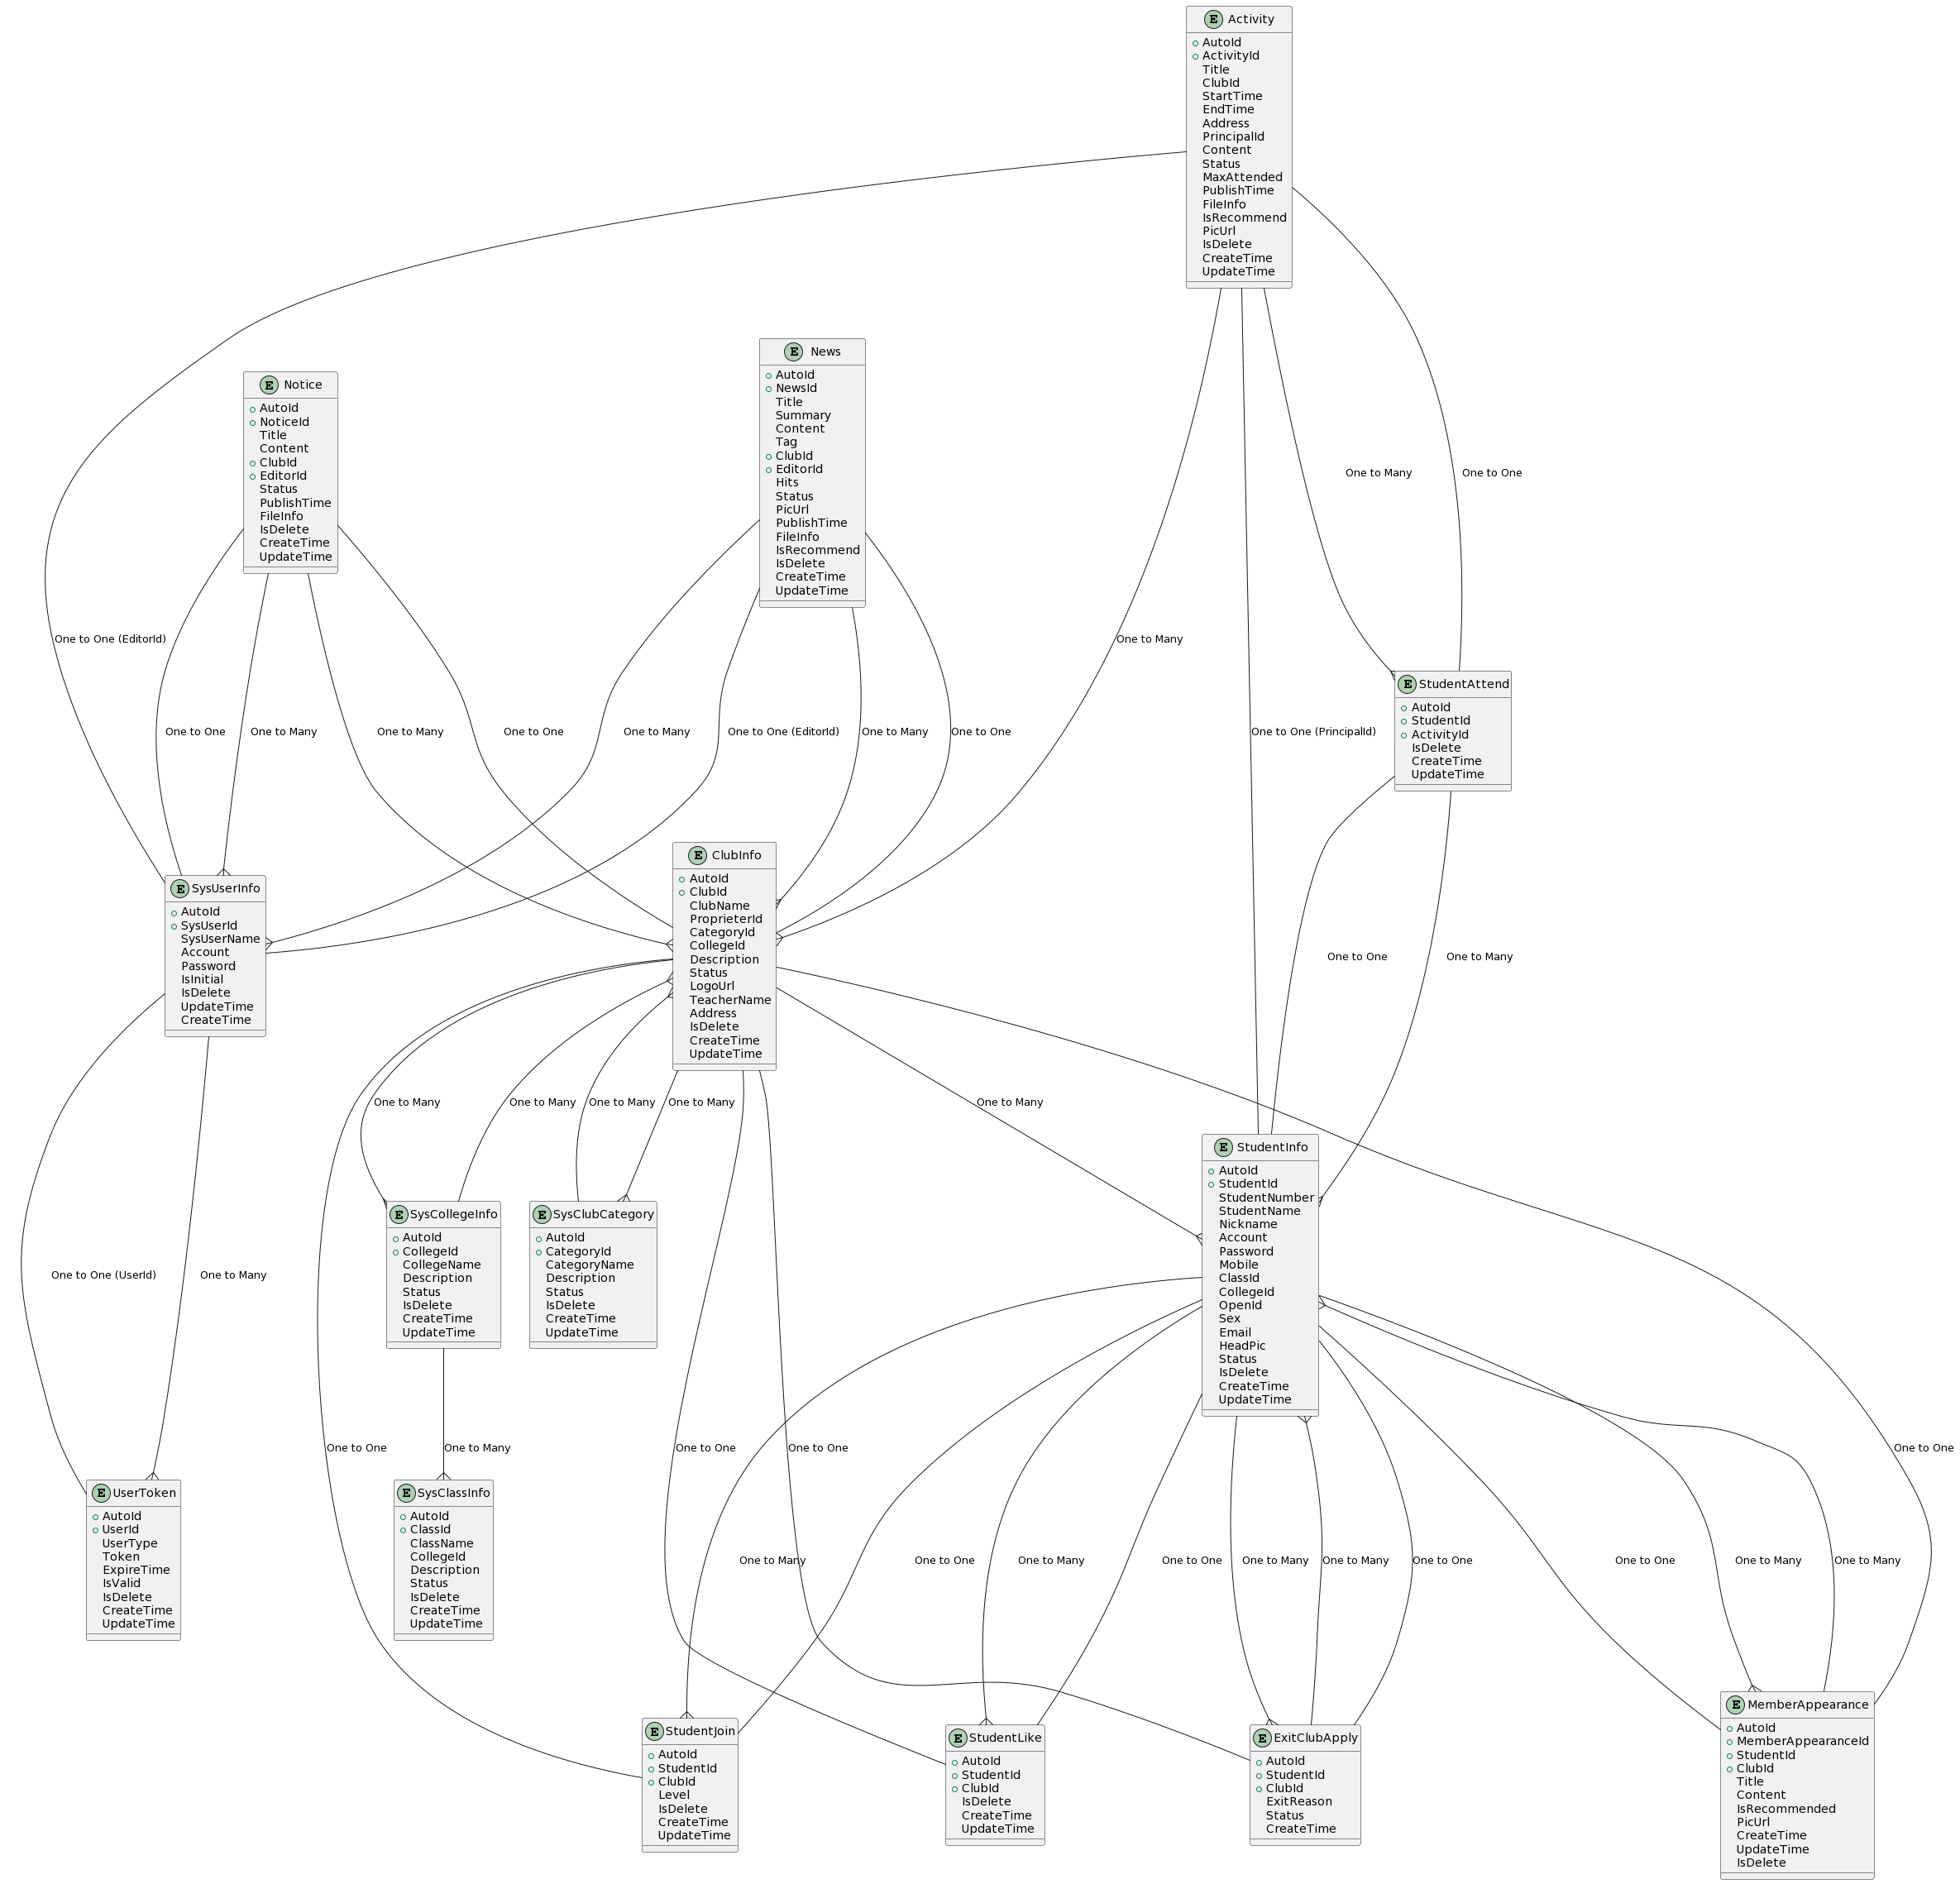 E Activity
AutoId
ActivityId
Title
ClubId
StartTime
EndTime
Address
PrincipalId
Content
Status
MaxAttended
PublishTime
FileInfo
IsRecommend
PicUrl
IsDelete
CreateTime
UpdateTime
E News
AutoId
NewsId
Title
Summary
Content
Tag
ClubId
EditorId
Hits
Status
PicUrl
PublishTime
FileInfo
IsRecommend
IsDelete
CreateTime
UpdateTime
E Notice
AutoId
NoticeId
Title
Content
ClubId
EditorId
Status
PublishTime
FileInfo
IsDelete
CreateTime
UpdateTime
One to Many
One to One
One to One (EditorId)
One to Many
E StudentAttend
AutoId
StudentId
ActivityId
IsDelete
CreateTime
UpdateTime
One to One
One to Many
One to Many
One to One
One to Many
One to One (EditorId)
One to Many
One to One
One to One (PrincipalId)
E ClubInfo
AutoId
ClubId
ClubName
ProprieterId
CategoryId
CollegeId
Description
Status
LogoUrl
TeacherName
Address
IsDelete
CreateTime
UpdateTime
E SysUserInfo
AutoId
SysUserId
SysUserName
Account
Password
IsInitial
IsDelete
UpdateTime
CreateTime
One to One
One to Many
One to Many
One to Many
One to Many
One to Many
One to Many
E StudentInfo
AutoId
StudentId
StudentNumber
StudentName
Nickname
Account
Password
Mobile
ClassId
CollegeId
OpenId
Sex
Email
HeadPic
Status
IsDelete
CreateTime
UpdateTime
E SysCollegeInfo
AutoId
CollegeId
CollegeName
Description
Status
IsDelete
CreateTime
UpdateTime
E SysClubCategory
AutoId
CategoryId
CategoryName
Description
Status
IsDelete
CreateTime
UpdateTime
One to One (UserId)
One to Many
One to One
One to Many
One to One
One to One
One to One
E UserToken
AutoId
UserId
UserType
Token
ExpireTime
IsValid
IsDelete
CreateTime
UpdateTime
E SysClassInfo
AutoId
ClassId
ClassName
CollegeId
Description
Status
IsDelete
CreateTime
UpdateTime
One to Many
One to One
One to Many
One to One
One to Many
One to Many
One to One
One to One
One to Many
One to Many
E StudentJoin
AutoId
StudentId
ClubId
Level
IsDelete
CreateTime
UpdateTime
E StudentLike
AutoId
StudentId
ClubId
IsDelete
CreateTime
UpdateTime
E ExitClubApply
AutoId
StudentId
ClubId
ExitReason
Status
CreateTime
E MemberAppearance
AutoId
MemberAppearanceId
StudentId
ClubId
Title
Content
IsRecommended
PicUrl
CreateTime
UpdateTime
IsDelete